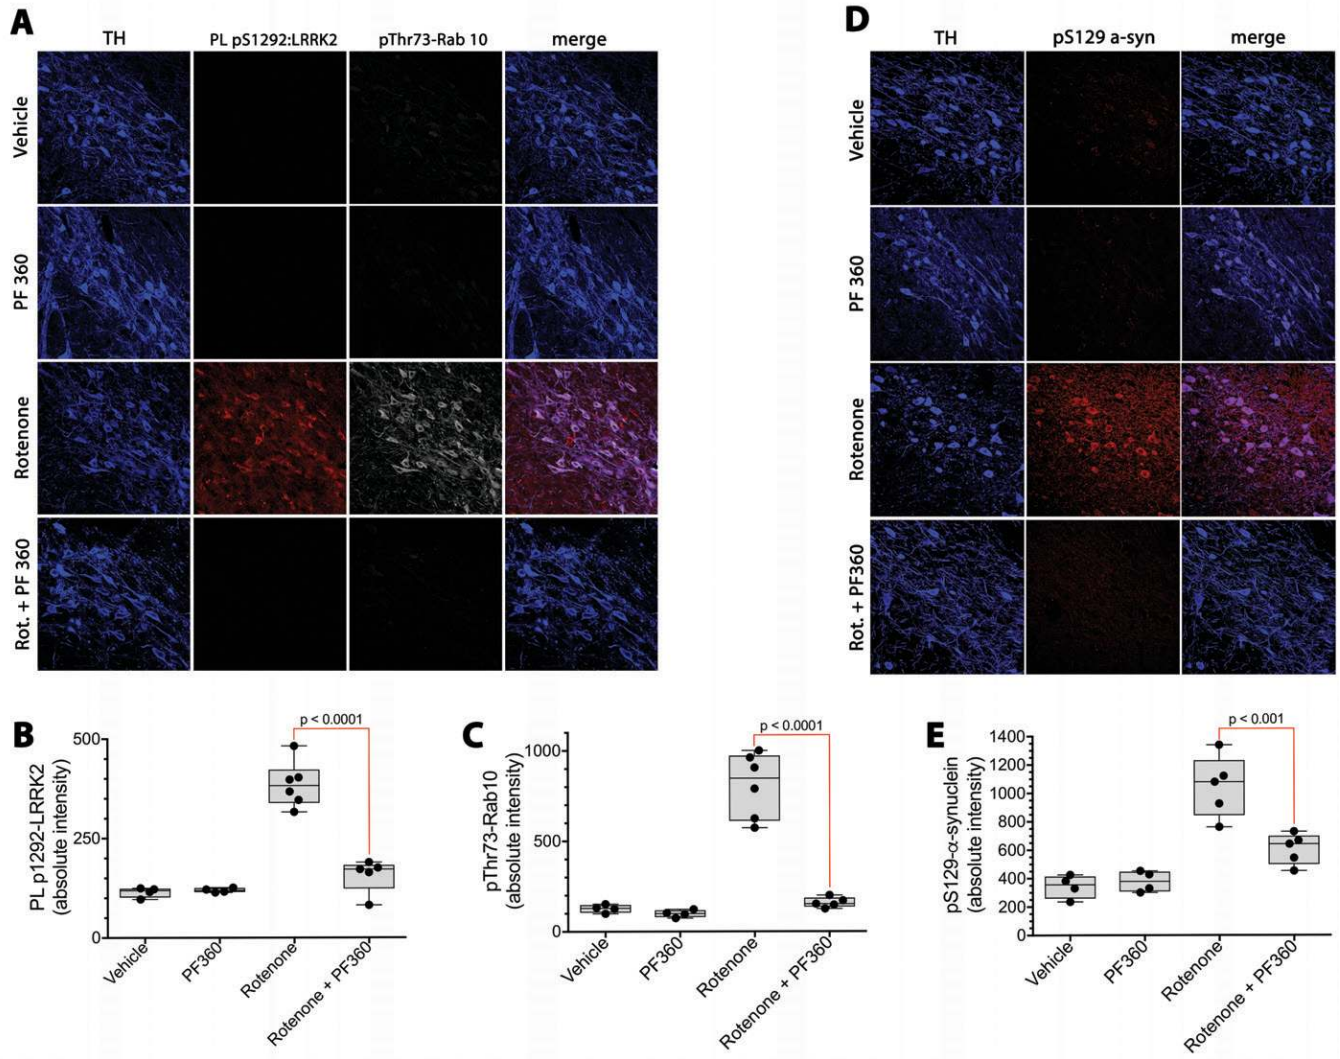 A
TH
PL pS1292:LRRK2
pThr73-Rab 10
merge
Vehicle
PF 360
Rotenone
Rot. + PF 360
D
TH
pS129 a-syn
merge
Vehicle
PF 360
Rotenone
Rot. + PF360
B
PL p1292-LRRK2
(absolute intensity)
500
250
0
p < 0.0001
Vehicle
PF360
Rotenone
Rotenone + PF360
C
pThr73-Rab10
(absolute intensity)
1000
500
0
p < 0.0001
Vehicle
PF360
Rotenone
Rotenone + PF360
E
pS129-α-synuclein
(absolute intensity)
1400
1200
1000
800
600
400
200
0
p < 0.001
Vehicle
PF360
Rotenone
Rotenone + PF360